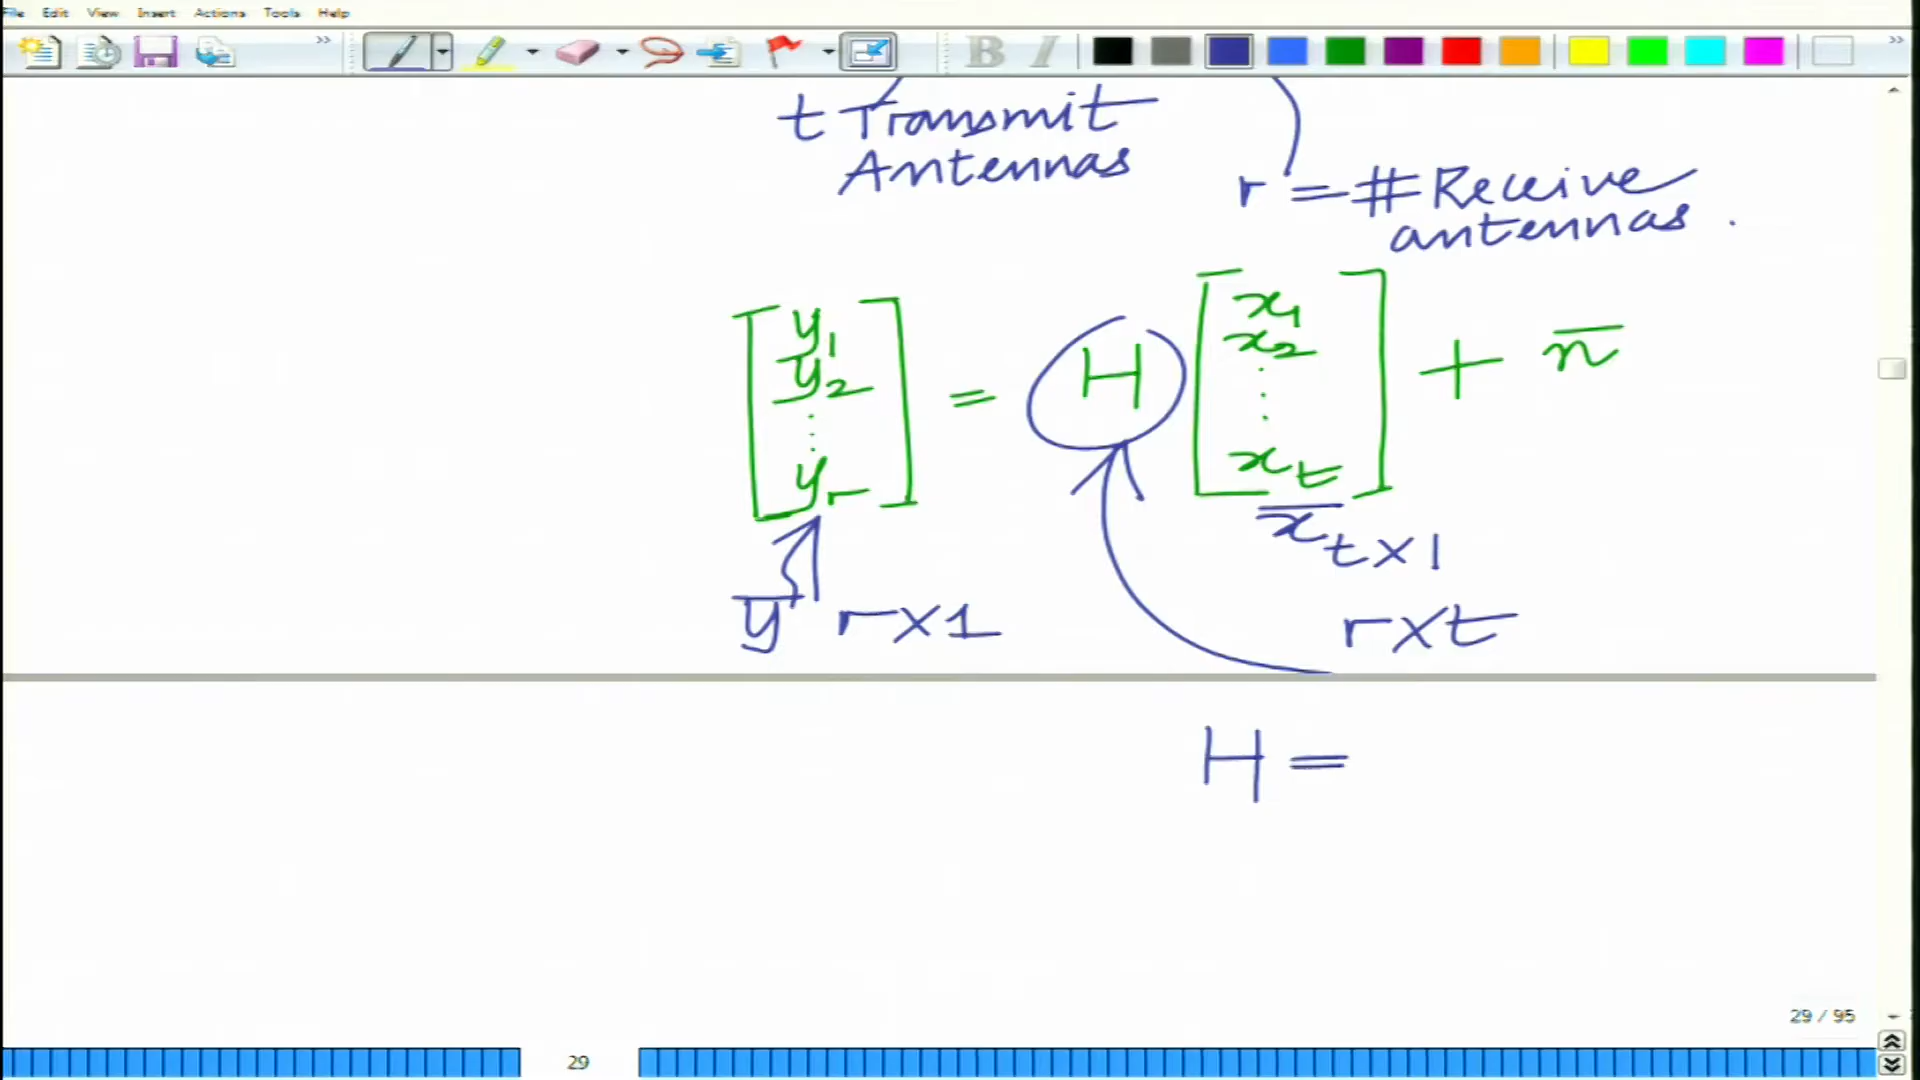 File Edit View Insert Actions Tools Help
B I
t Transmit
Antennas
r = # Receive
antennas.
[y1 y2 ⋮ yr] = H [x1 x2 ⋮ xt] + n̅
x̅ t×1
y̅ r×1
r×t
H =
29 / 95
29